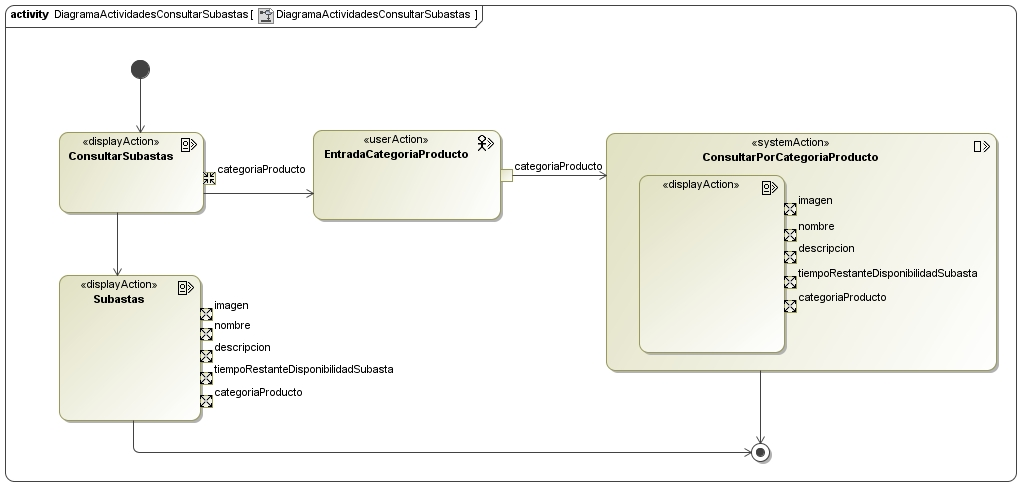 activity DiagramaActividadesConsultarSubastas [ DiagramaActividadesConsultarSubastas ]
«displayAction»
ConsultarSubastas
categoriaProducto
«userAction»
EntradaCategoriaProducto
categoriaProducto
«systemAction»
ConsultarPorCategoriaProducto
«displayAction»
imagen
nombre
descripcion
tiempoRestanteDisponibilidadSubasta
categoriaProducto
«displayAction»
Subastas
imagen
nombre
descripcion
tiempoRestanteDisponibilidadSubasta
categoriaProducto